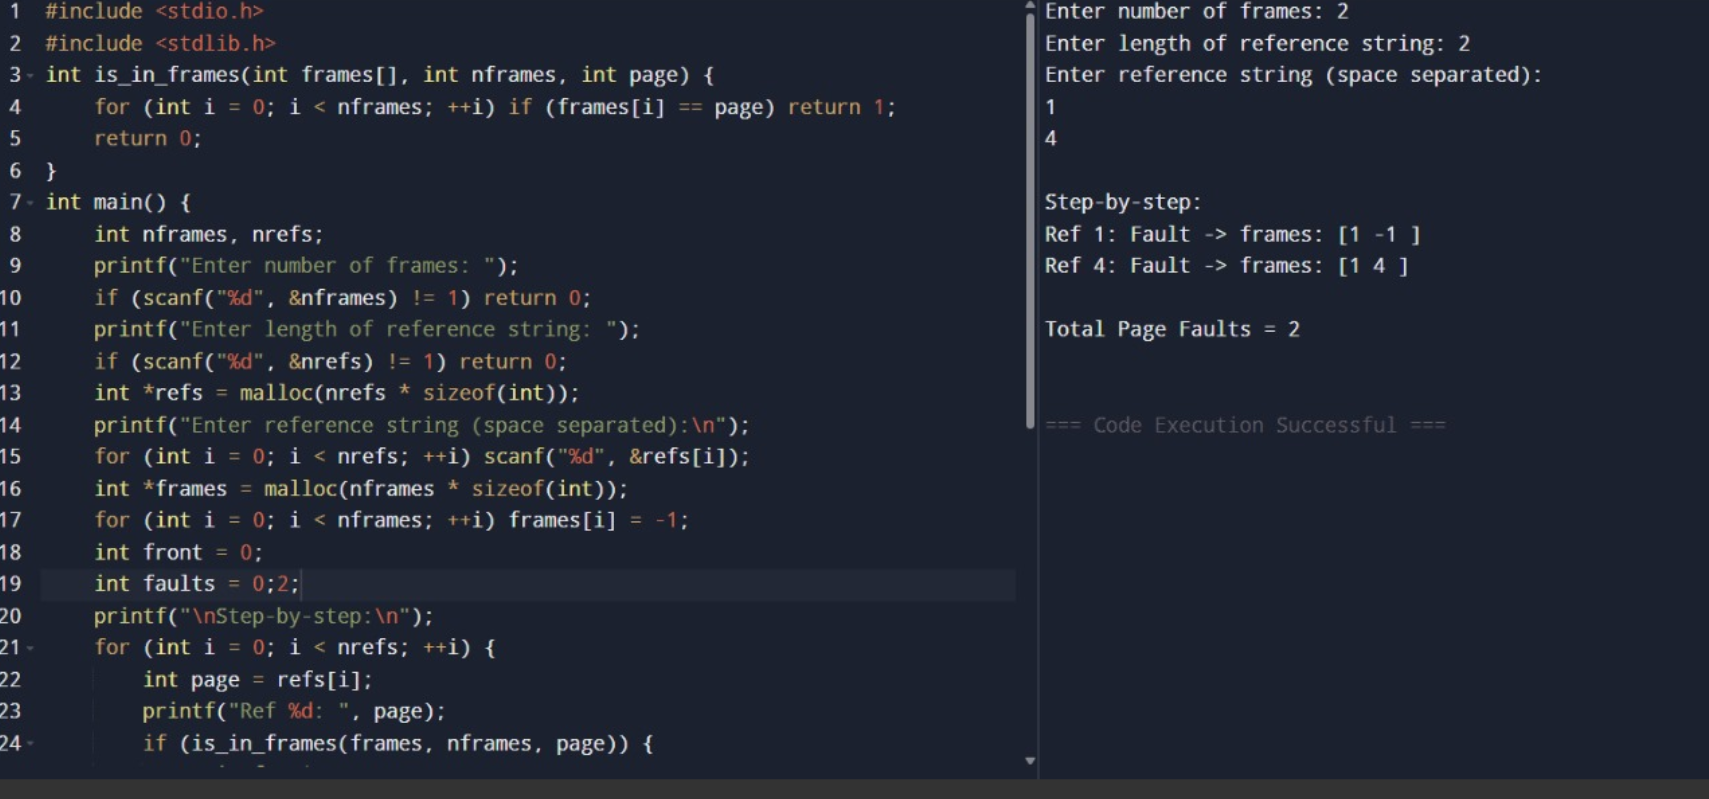 1 #include <stdio.h>
2 #include <stdlib.h>
3 int is_in_frames(int frames[], int nframes, int page) {
4     for (int i = 0; i < nframes; ++i) if (frames[i] == page) return 1;
5     return 0;
6 }
7 int main() {
8     int nframes, nrefs;
9     printf("Enter number of frames: ");
10     if (scanf("%d", &nframes) != 1) return 0;
11     printf("Enter length of reference string: ");
12     if (scanf("%d", &nrefs) != 1) return 0;
13     int *refs = malloc(nrefs * sizeof(int));
14     printf("Enter reference string (space separated):\n");
15     for (int i = 0; i < nrefs; ++i) scanf("%d", &refs[i]);
16     int *frames = malloc(nframes * sizeof(int));
17     for (int i = 0; i < nframes; ++i) frames[i] = -1;
18     int front = 0;
19     int faults = 0;2;
20     printf("\nStep-by-step:\n");
21     for (int i = 0; i < nrefs; ++i) {
22         int page = refs[i];
23         printf("Ref %d: ", page);
24         if (is_in_frames(frames, nframes, page)) {
Enter number of frames: 2
Enter length of reference string: 2
Enter reference string (space separated):
1
4
Step-by-step:
Ref 1: Fault -> frames: [1 -1 ]
Ref 4: Fault -> frames: [1 4 ]
Total Page Faults = 2
=== Code Execution Successful ===